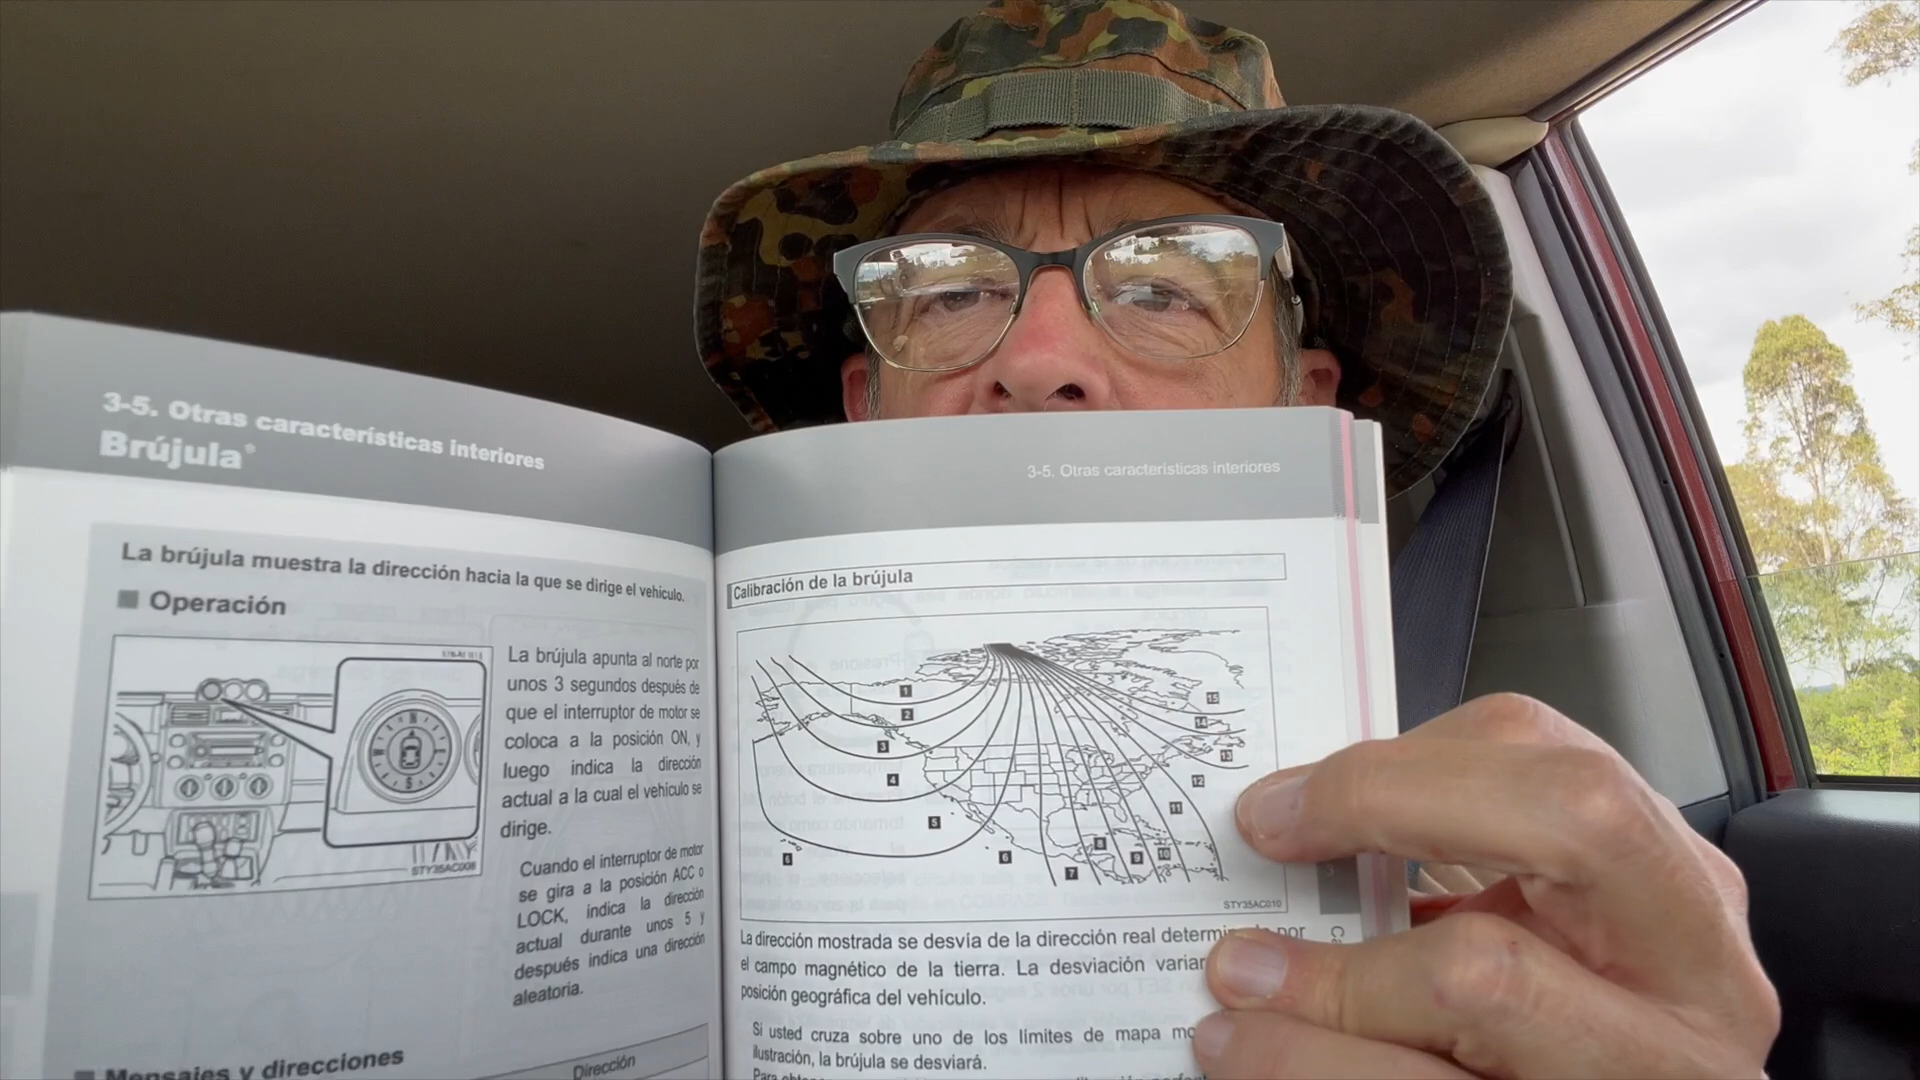 3-5. Otras características interiores
Brújula*
La brújula muestra la dirección hacia la que se dirige el vehículo.
■ Operación
N
W
E
S
STY35AC008
La brújula apunta al norte por
unos 3 segundos después de
que el interruptor de motor se
coloca a la posición ON, y
luego indica la dirección
actual a la cual el vehículo se
dirige.
Cuando el interruptor de motor
se gira a la posición ACC o
LOCK, indica la dirección
actual durante unos 5 y
después indica una dirección
aleatoria.
■ Mensajes y direcciones
Dirección
3-5. Otras características interiores
Calibración de la brújula
1
2
3
4
5
6
6
7
8
9
10
11
12
13
14
15
STY35AC010
La dirección mostrada se desvía de la dirección real por
el campo magnético de la tierra. La desviación
posición geográfica del vehículo.
Si usted cruza sobre uno de los límites de mapa
ilustración, la brújula se desviará.
Para
3